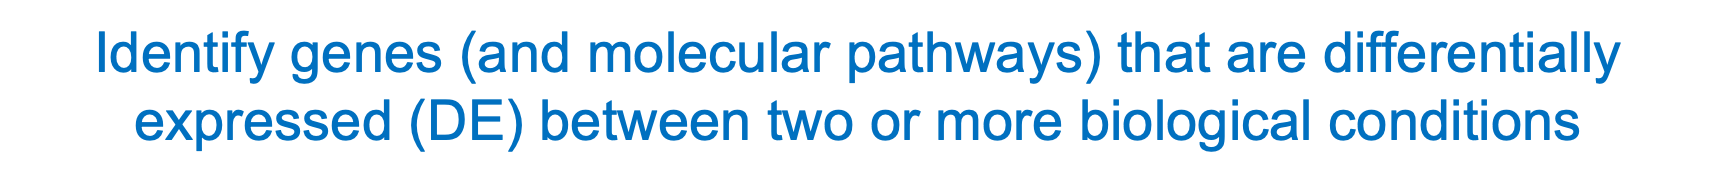 Identify genes (and molecular pathways) that are differentially
expressed (DE) between two or more biological conditions